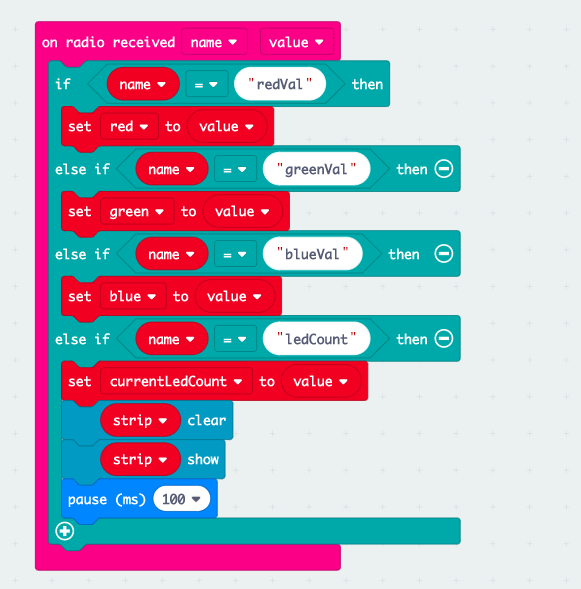 on radio received name value
if name = "redVal" then
set red to value
else if name = "greenVal" then
set green to value
else if name = "blueVal" then
set blue to value
else if name = "ledCount" then
set currentLedCount to value
strip clear
strip show
pause (ms) 100